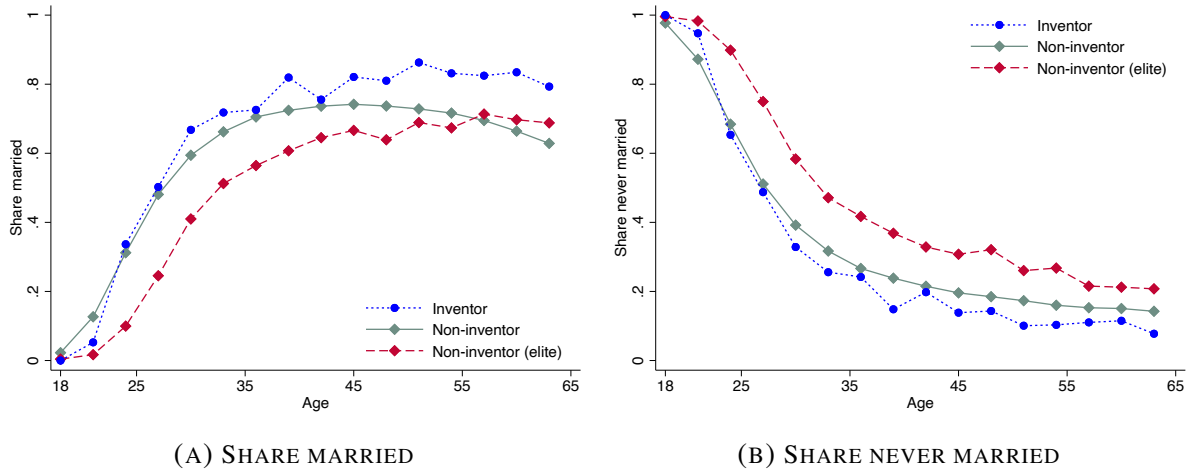 Share married
0 .2 .4 .6 .8 1
Inventor
Non-inventor
Non-inventor (elite)
18 25 35 45 55 65
Age
(A) SHARE MARRIED
Share never married
0 .2 .4 .6 .8 1
Inventor
Non-inventor
Non-inventor (elite)
18 25 35 45 55 65
Age
(B) SHARE NEVER MARRIED